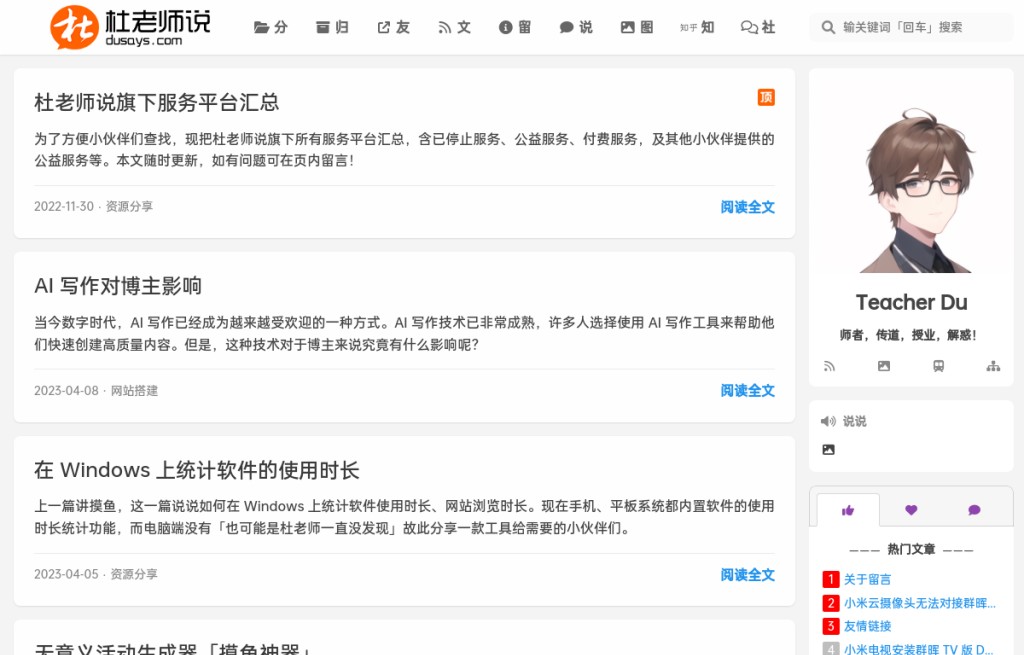 杜老师说
dusays.com
分
归
友
文
留
说
图
知乎 知
社
输关键词「回车」搜索
杜老师说旗下服务平台汇总
顶
为了方便小伙伴们查找，现把杜老师说旗下所有服务平台汇总，含已停止服务、公益服务、付费服务，及其他小伙伴提供的
公益服务等。本文随时更新，如有问题可在页内留言！
2022-11-30 · 资源分享
阅读全文
AI 写作对博主影响
当今数字时代，AI 写作已经成为越来越受欢迎的一种方式。AI 写作技术已非常成熟，许多人选择使用 AI 写作工具来帮助他
们快速创建高质量内容。但是，这种技术对于博主来说究竟有什么影响呢？
2023-04-08 · 网站搭建
阅读全文
在 Windows 上统计软件的使用时长
上一篇讲摸鱼，这一篇说说如何在 Windows 上统计软件使用时长、网站浏览时长。现在手机、平板系统都内置软件的使用
时长统计功能，而电脑端没有「也可能是杜老师一直没发现」故此分享一款工具给需要的小伙伴们。
2023-04-05 · 资源分享
阅读全文
无意义活动生成器「摸鱼神器」
Teacher Du
师者，传道，授业，解惑！
说说
––– 热门文章 –––
1 关于留言
2 小米云摄像头无法对接群晖...
3 友情链接
4 小米电视安装群晖 TV 版 D...